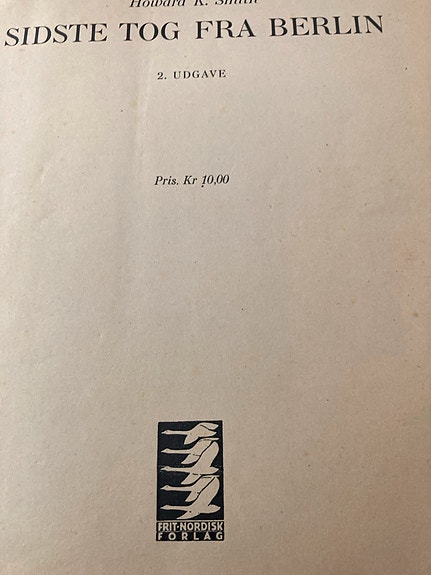 Howard K. Smith
SIDSTE TOG FRA BERLIN
2. UDGAVE
Pris. Kr 10,00
FRIT-NORDISK
FORLAG